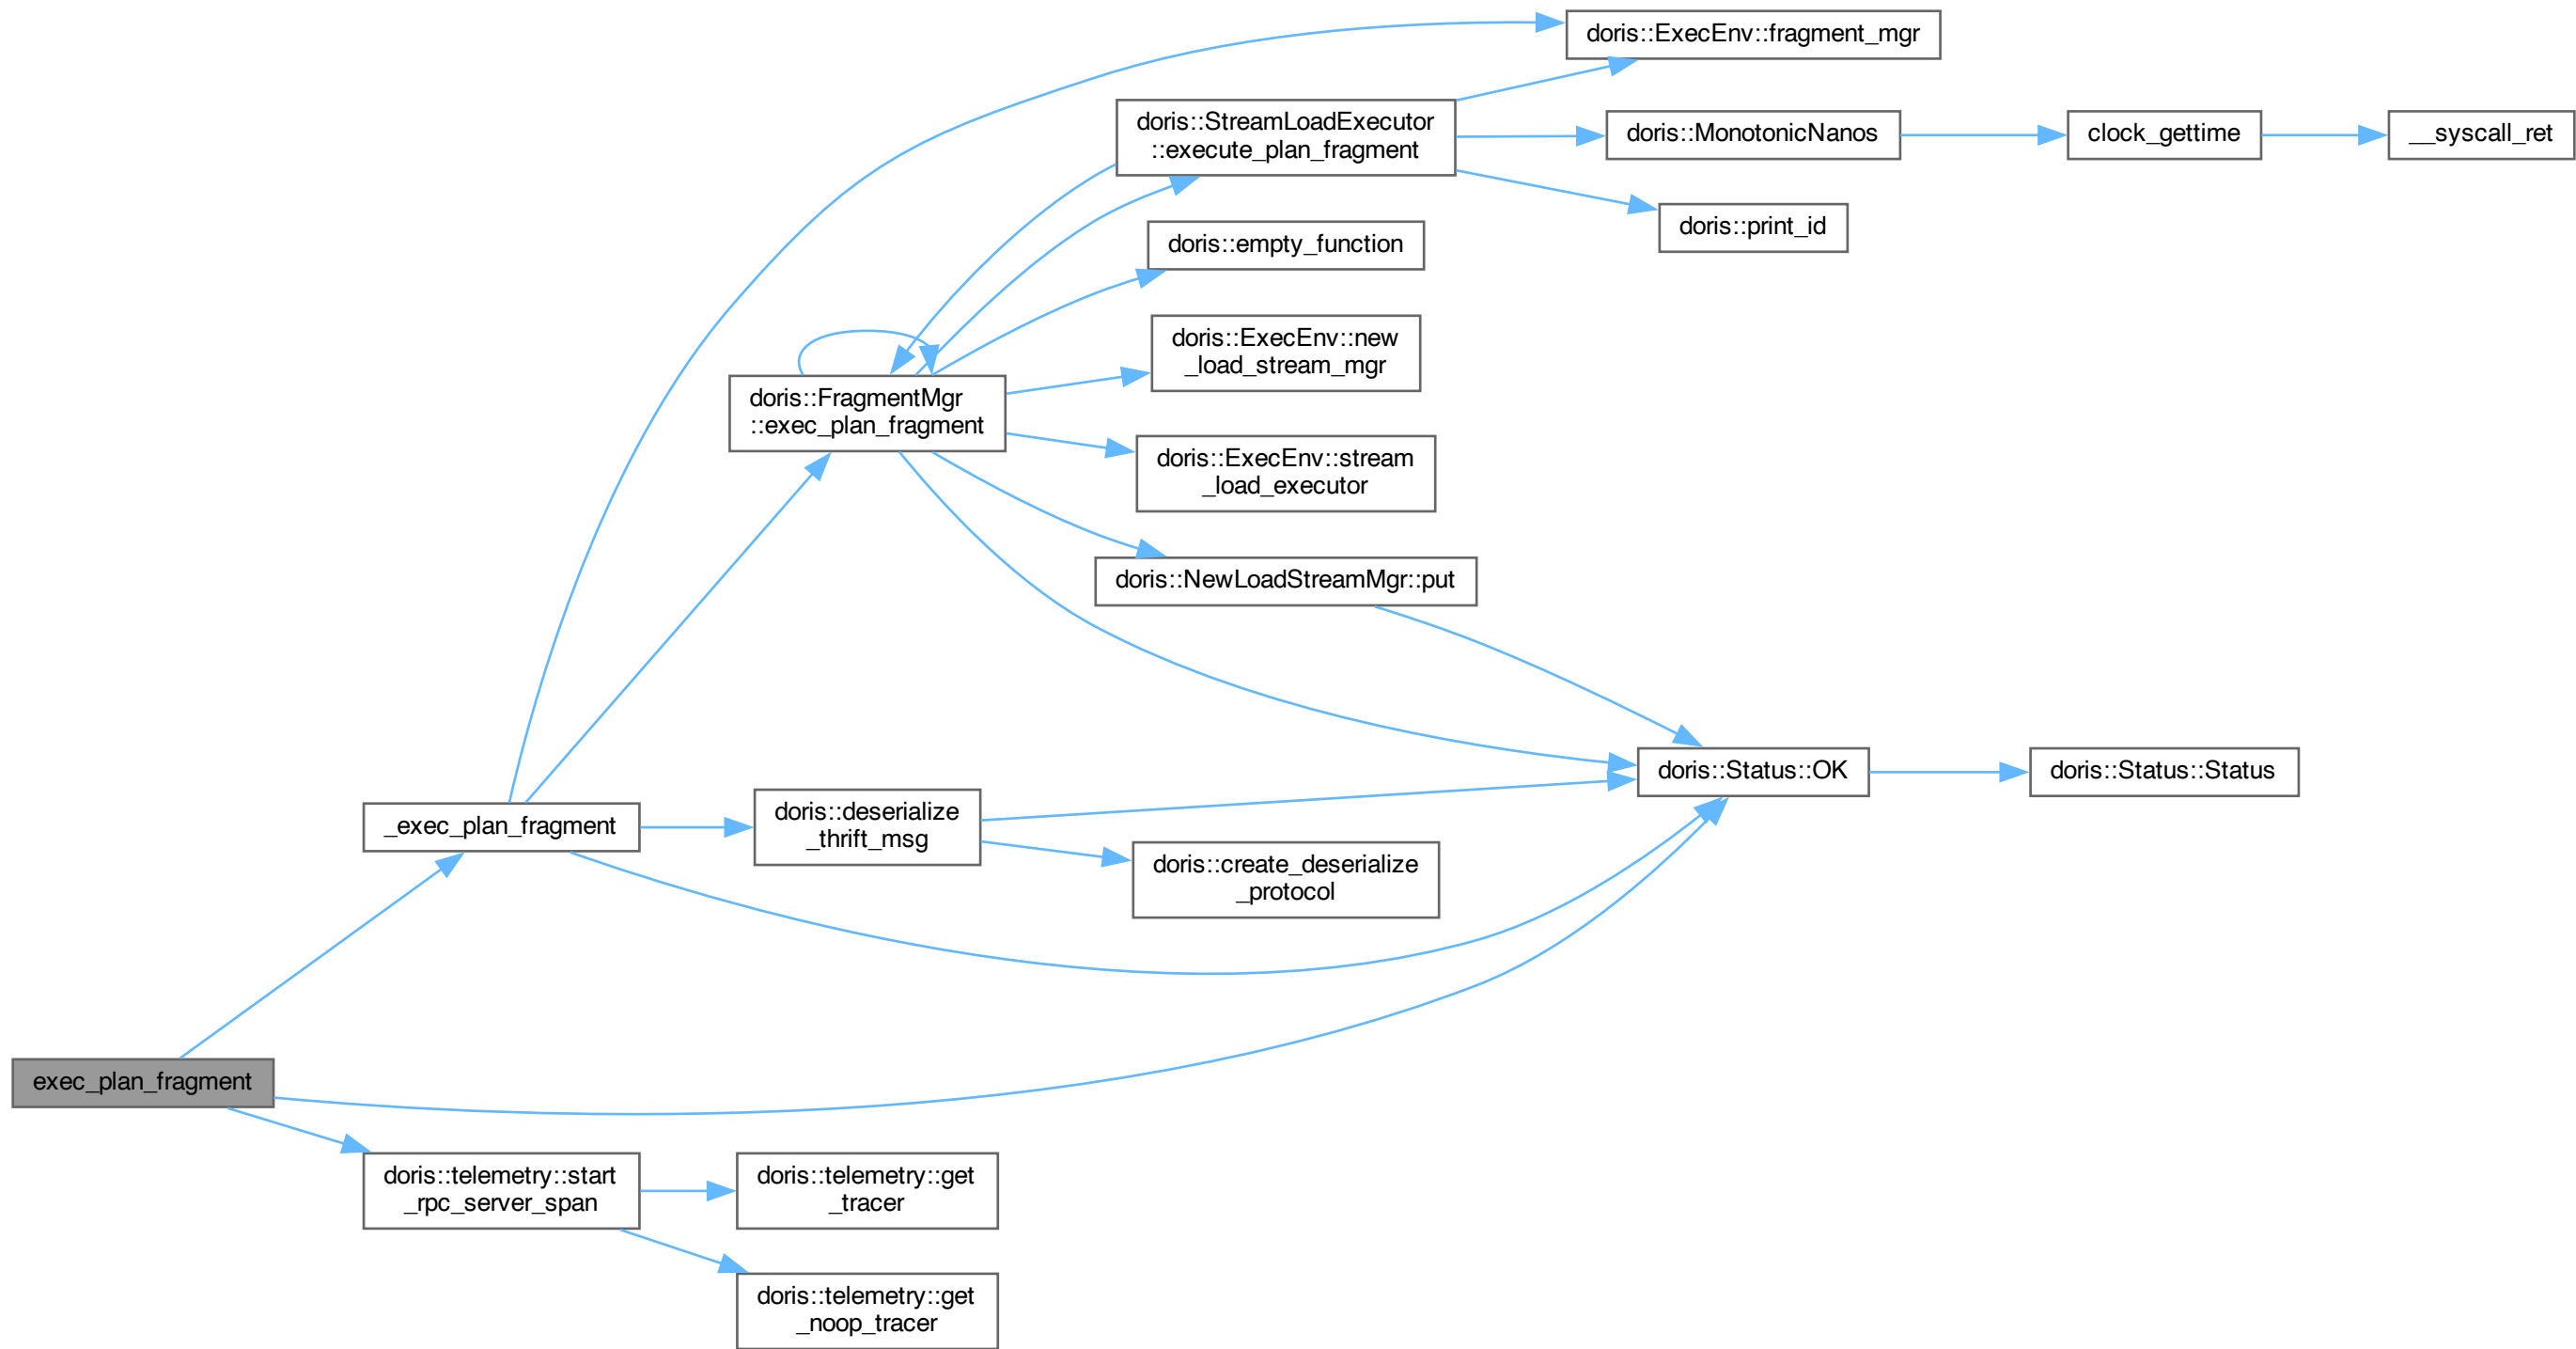 doris::ExecEnv::fragment_mgr
doris::StreamLoadExecutor
::execute_plan_fragment
doris::MonotonicNanos
clock_gettime
__syscall_ret
doris::print_id
doris::empty_function
doris::ExecEnv::new
_load_stream_mgr
doris::FragmentMgr
::exec_plan_fragment
doris::ExecEnv::stream
_load_executor
doris::NewLoadStreamMgr::put
doris::Status::OK
doris::Status::Status
_exec_plan_fragment
doris::deserialize
_thrift_msg
doris::create_deserialize
_protocol
exec_plan_fragment
doris::telemetry::start
_rpc_server_span
doris::telemetry::get
_tracer
doris::telemetry::get
_noop_tracer